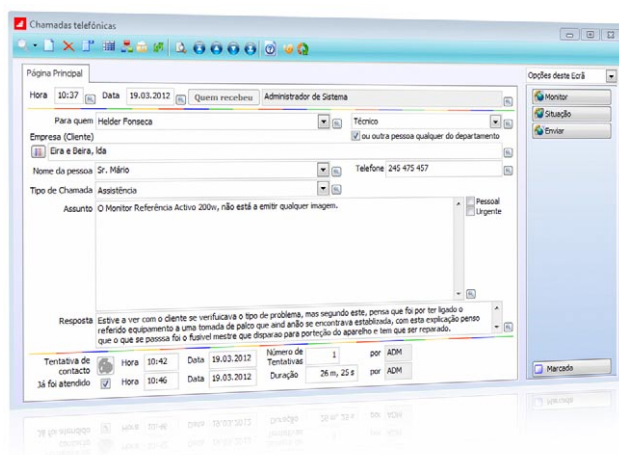 Chamadas telefónicas
Página Principal
Opções deste Ecrã
Hora 10:37 Data 19.03.2012 Quem recebeu Administrador de Sistema
Monitor
Para quem Helder Fonseca Técnico
Situação
Empresa (Cliente) ou outra pessoa qualquer do departamento
Enviar
Eira e Beira, lda
Nome da pessoa Sr. Mário Telefone 245 475 457
Tipo de Chamada Assistência
Assunto O Monitor Referência Activo 200w, não está a emitir qualquer imagem.
Pessoal
Urgente
Resposta Estive a ver com o cliente se verifuicava o tipo de problema, mas segundo este, pensa que foi por ter ligado o
referido equipamento a uma tomada de palco que aind anão se encontrava establizada, com esta explicação penso
que o que se passsa foi o fusivel mestre que disparao para porteção do aparelho e tem que ser reparado.
Tentativa de contacto Hora 10:42 Data 19.03.2012 Número de Tentativas 1 por ADM
Já foi atendido Hora 10:46 Data 19.03.2012 Duração 26 m, 25 s por ADM
Marcado